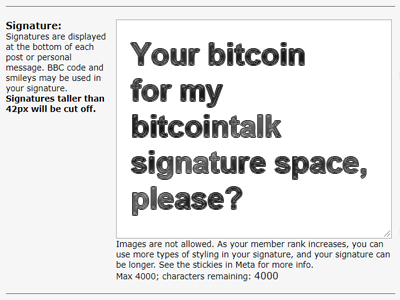 Signature:
Signatures are displayed
at the bottom of each
post or personal
message. BBC code and
smileys may be used in
your signature.
Signatures taller than
42px will be cut off.
Your bitcoin
for my
bitcointalk
signature space,
please?
Images are not allowed. As your member rank increases, you can
use more types of styling in your signature, and your signature can
be longer. See the stickies in Meta for more info.
Max 4000; characters remaining: 4000